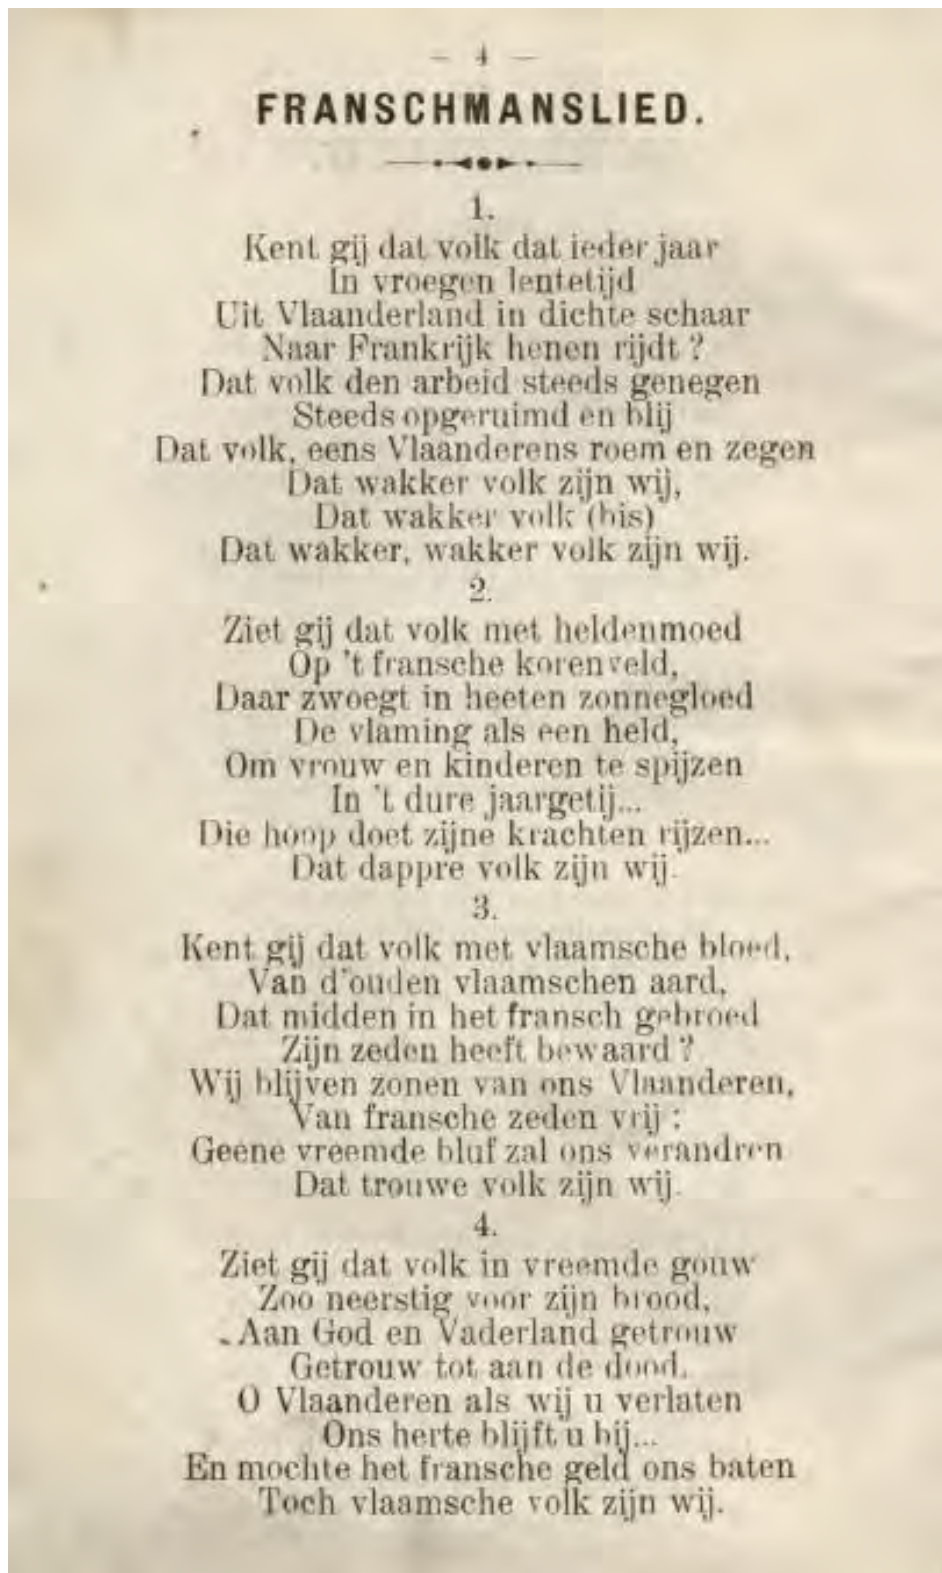 — 4 —
FRANSCHMANSLIED.
1.
Kent gij dat volk dat ieder jaar
In vroegen lentetijd
Uit Vlaanderland in dichte schaar
Naar Frankrijk henen rijdt ?
Dat volk den arbeid steeds genegen
Steeds opgeruimd en blij
Dat volk, eens Vlaanderens roem en zegen
Dat wakker volk zijn wij,
Dat wakker volk (bis)
Dat wakker, wakker volk zijn wij.
2.
Ziet gij dat volk met heldenmoed
Op 't fransche korenveld,
Daar zwoegt in heeten zonnegloed
De vlaming als een held,
Om vrouw en kinderen te spijzen
In 't dure jaargetij...
Die hoop doet zijne krachten rijzen...
Dat dappre volk zijn wij.
3.
Kent gij dat volk met vlaamsche bloed,
Van d'ouden vlaamschen aard,
Dat midden in het fransch gebroed
Zijn zeden heeft bewaard ?
Wij blijven zonen van ons Vlaanderen,
Van fransche zeden vrij :
Geene vreemde bluf zal ons verandren
Dat trouwe volk zijn wij.
4.
Ziet gij dat volk in vreemde gouw
Zoo neerstig voor zijn brood,
Aan God en Vaderland getrouw
Getrouw tot aan de dood.
O Vlaanderen als wij u verlaten
Ons herte blijft u bij...
En mochte het fransche geld ons baten
Toch vlaamsche volk zijn wij.